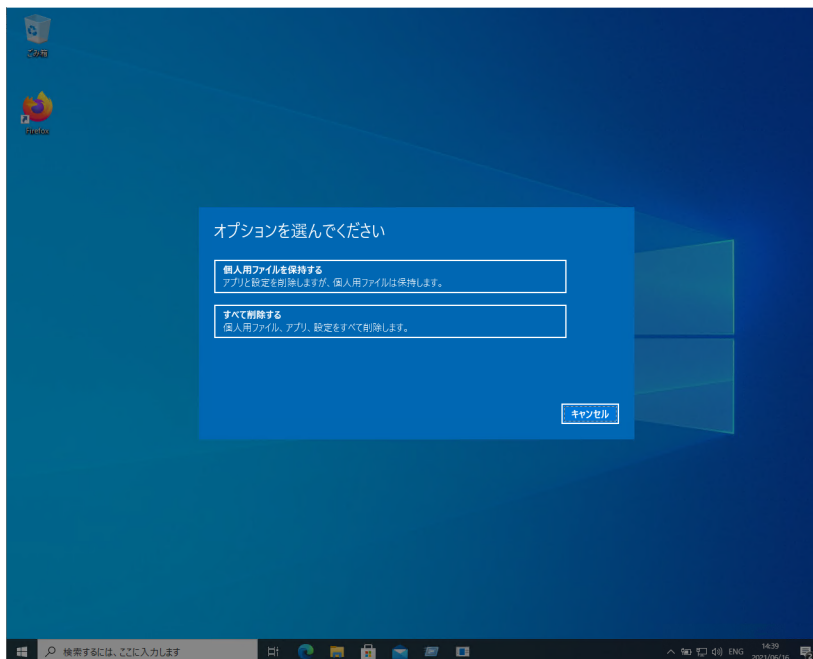 ごみ箱
Firefox
オプションを選んでください
個人用ファイルを保持する
アプリと設定を削除しますが、個人用ファイルは保持します。
すべて削除する
個人用ファイル、アプリ、設定をすべて削除します。
キャンセル
検索するには、ここに入力します
ENG
14:39
2021/06/16
2